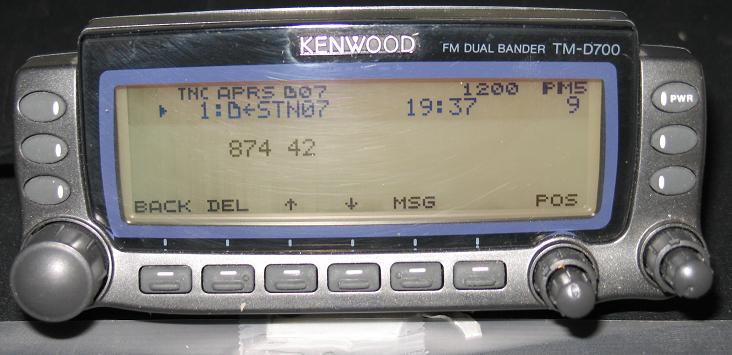 KENWOOD FM DUAL BANDER TM-D700
TNC APRS D07 1200 PM5
1: ←STN07 19:37 9
874 42
BACK DEL ↑ ↓ MSG POS
PWR